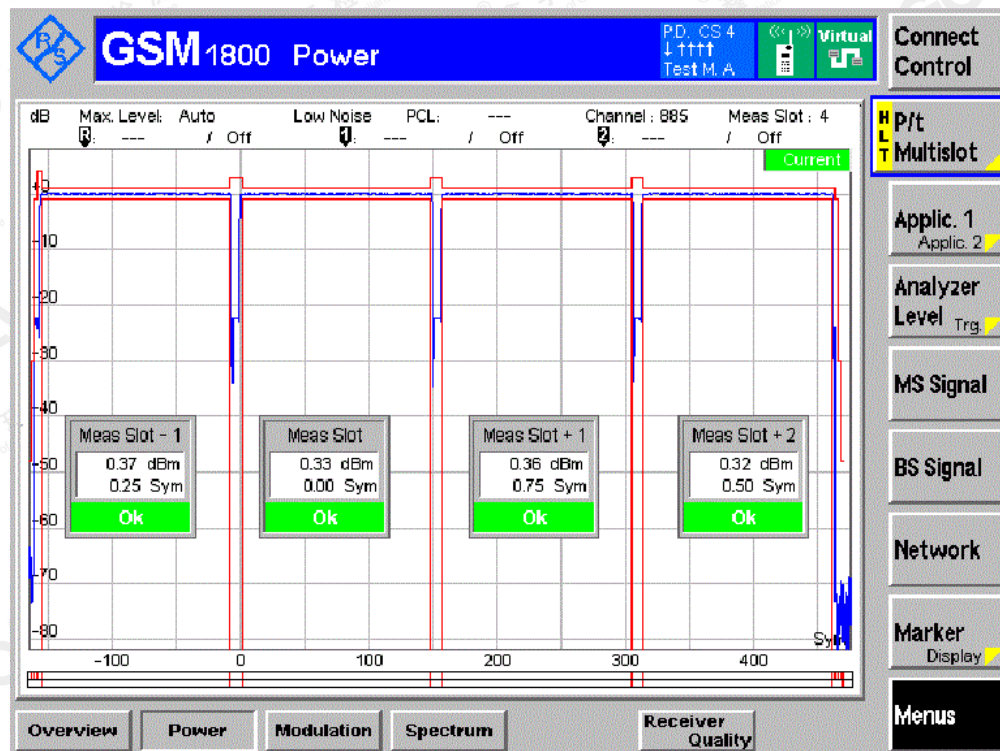 R&S
GSM 1800 Power
P.D. CS 4
↓ ↑↑↑↑
Test M. A
Virtual
Connect Control
dB Max. Level: Auto Low Noise PCL: --- Channel : 885 Meas Slot : 4
R: --- / Off 1: --- / Off 2: --- / Off
Current
HLT
P/t Multislot
+0
-10
-20
-30
-40
-50
-60
-70
-80
Applic. 1
Applic. 2
Analyzer
Level Trg.
MS Signal
Meas Slot - 1 Meas Slot Meas Slot + 1 Meas Slot + 2
0.37 dBm 0.33 dBm 0.36 dBm 0.32 dBm
0.25 Sym 0.00 Sym 0.75 Sym 0.50 Sym
Ok Ok Ok Ok
BS Signal
Network
Sym
-100 0 100 200 300 400
Marker
Display
Overview Power Modulation Spectrum Receiver Quality
Menus